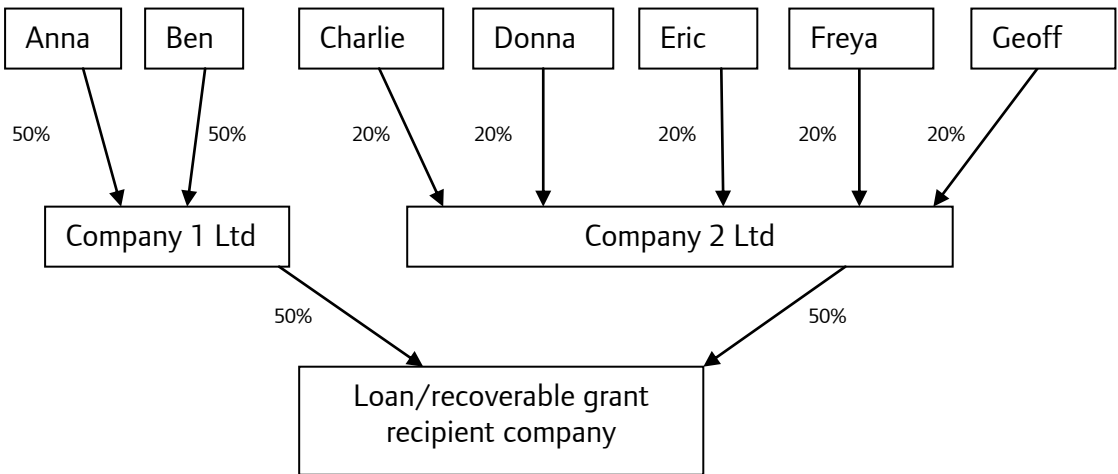 Anna
Ben
Charlie
Donna
Eric
Freya
Geoff
50%
50%
20%
20%
20%
20%
20%
Company 1 Ltd
Company 2 Ltd
50%
50%
Loan/recoverable grant
recipient company